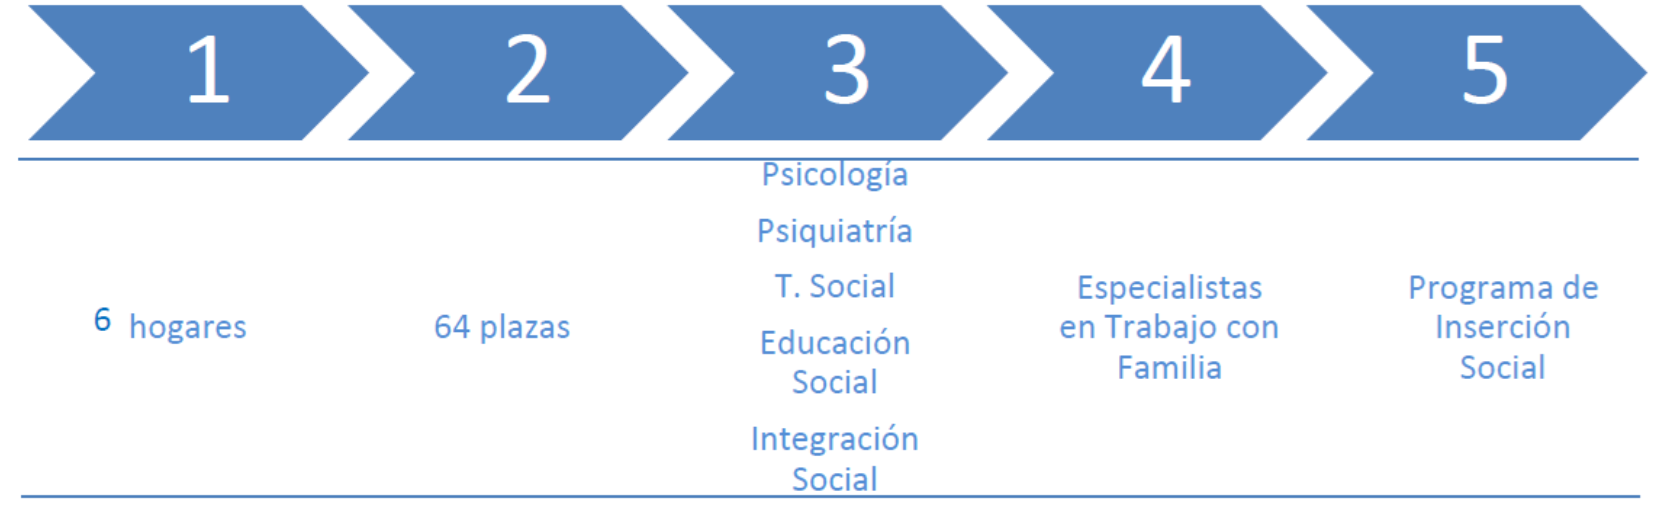 1
2
3
4
5
6 hogares
64 plazas
Psicología
Psiquiatría
T. Social
Educación
Social
Integración
Social
Especialistas
en Trabajo con
Familia
Programa de
Inserción
Social